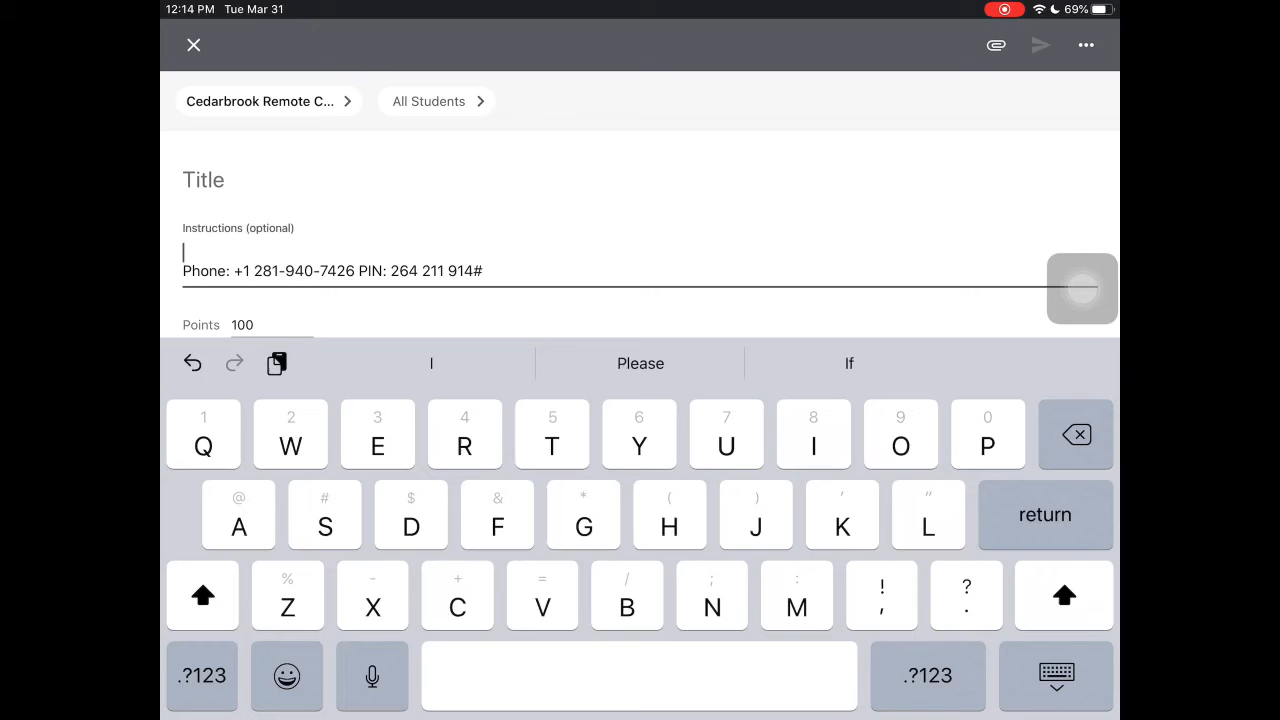 12:14 PM Tue Mar 31 69%
Cedarbrook Remote C... All Students
Title
Instructions (optional)
Phone: +1 281-940-7426 PIN: 264 211 914#
Points 100
I Please If
1 2 3 4 5 6 7 8 9 0
Q W E R T Y U I O P
@ # $ & * ( ) ' "
A S D F G H J K L return
% - + = / ; : ! ?
Z X C V B N M , .
.?123 .?123